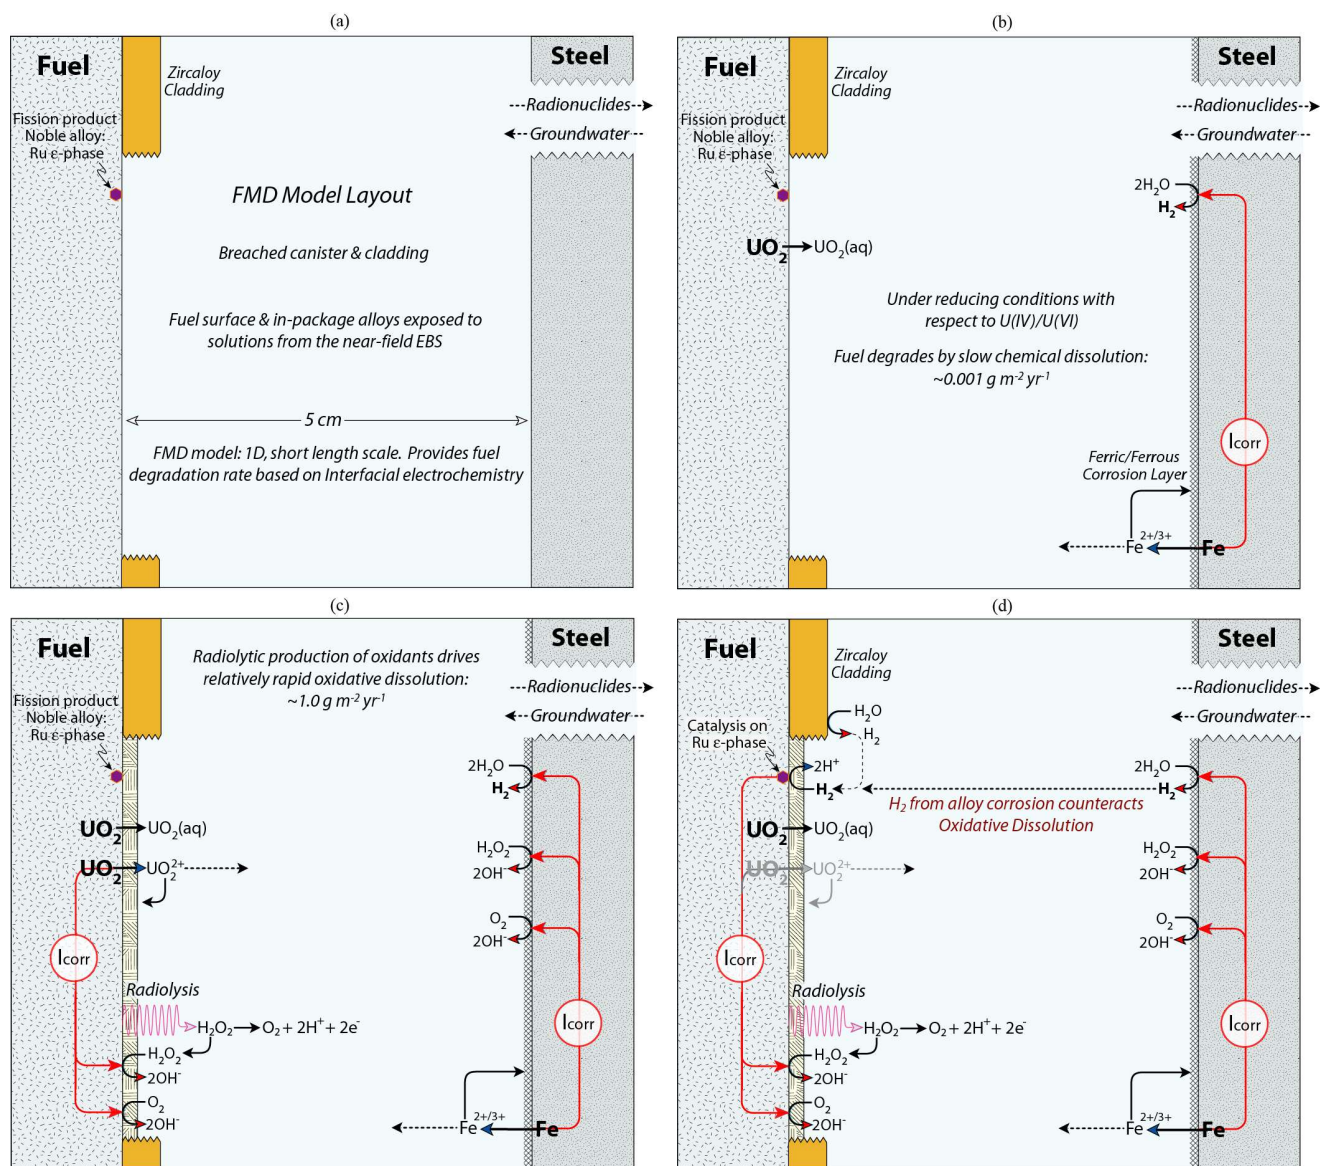 (a)
Fuel
Zircaloy
Cladding
Steel
Radionuclides
Groundwater
Fission product
Noble alloy:
Ru ε-phase
FMD Model Layout
Breached canister & cladding
Fuel surface & in-package alloys exposed to
solutions from the near-field EBS
5 cm
FMD model: 1D, short length scale. Provides fuel
degradation rate based on Interfacial electrochemistry
(b)
Fuel
Zircaloy
Cladding
Steel
Radionuclides
Groundwater
Fission product
Noble alloy:
Ru ε-phase
2H₂O
H₂
UO₂
UO₂(aq)
Under reducing conditions with
respect to U(IV)/U(VI)
Fuel degrades by slow chemical dissolution:
~0.001 g m⁻² yr⁻¹
Icorr
Ferric/Ferrous
Corrosion Layer
Fe 2+/3+
Fe
(c)
Fuel
Radiolytic production of oxidants drives
relatively rapid oxidative dissolution:
~1.0 g m⁻² yr⁻¹
Steel
Radionuclides
Groundwater
Fission product
Noble alloy:
Ru ε-phase
2H₂O
H₂
UO₂
UO₂(aq)
UO₂
UO₂²⁺
H₂O₂
2OH⁻
O₂
2OH⁻
Icorr
Radiolysis
H₂O₂
O₂ + 2H⁺ + 2e⁻
H₂O₂
2OH⁻
O₂
2OH⁻
Icorr
Fe 2+/3+
Fe
(d)
Fuel
Zircaloy
Cladding
Steel
Radionuclides
Groundwater
H₂O
H₂
Catalysis on
Ru ε-phase
2H⁺
H₂
2H₂O
H₂
H₂ from alloy corrosion counteracts
Oxidative Dissolution
UO₂
UO₂(aq)
UO₂
UO₂²⁺
H₂O₂
2OH⁻
O₂
2OH⁻
Icorr
Radiolysis
H₂O₂
O₂ + 2H⁺ + 2e⁻
H₂O₂
2OH⁻
O₂
2OH⁻
Icorr
Fe 2+/3+
Fe